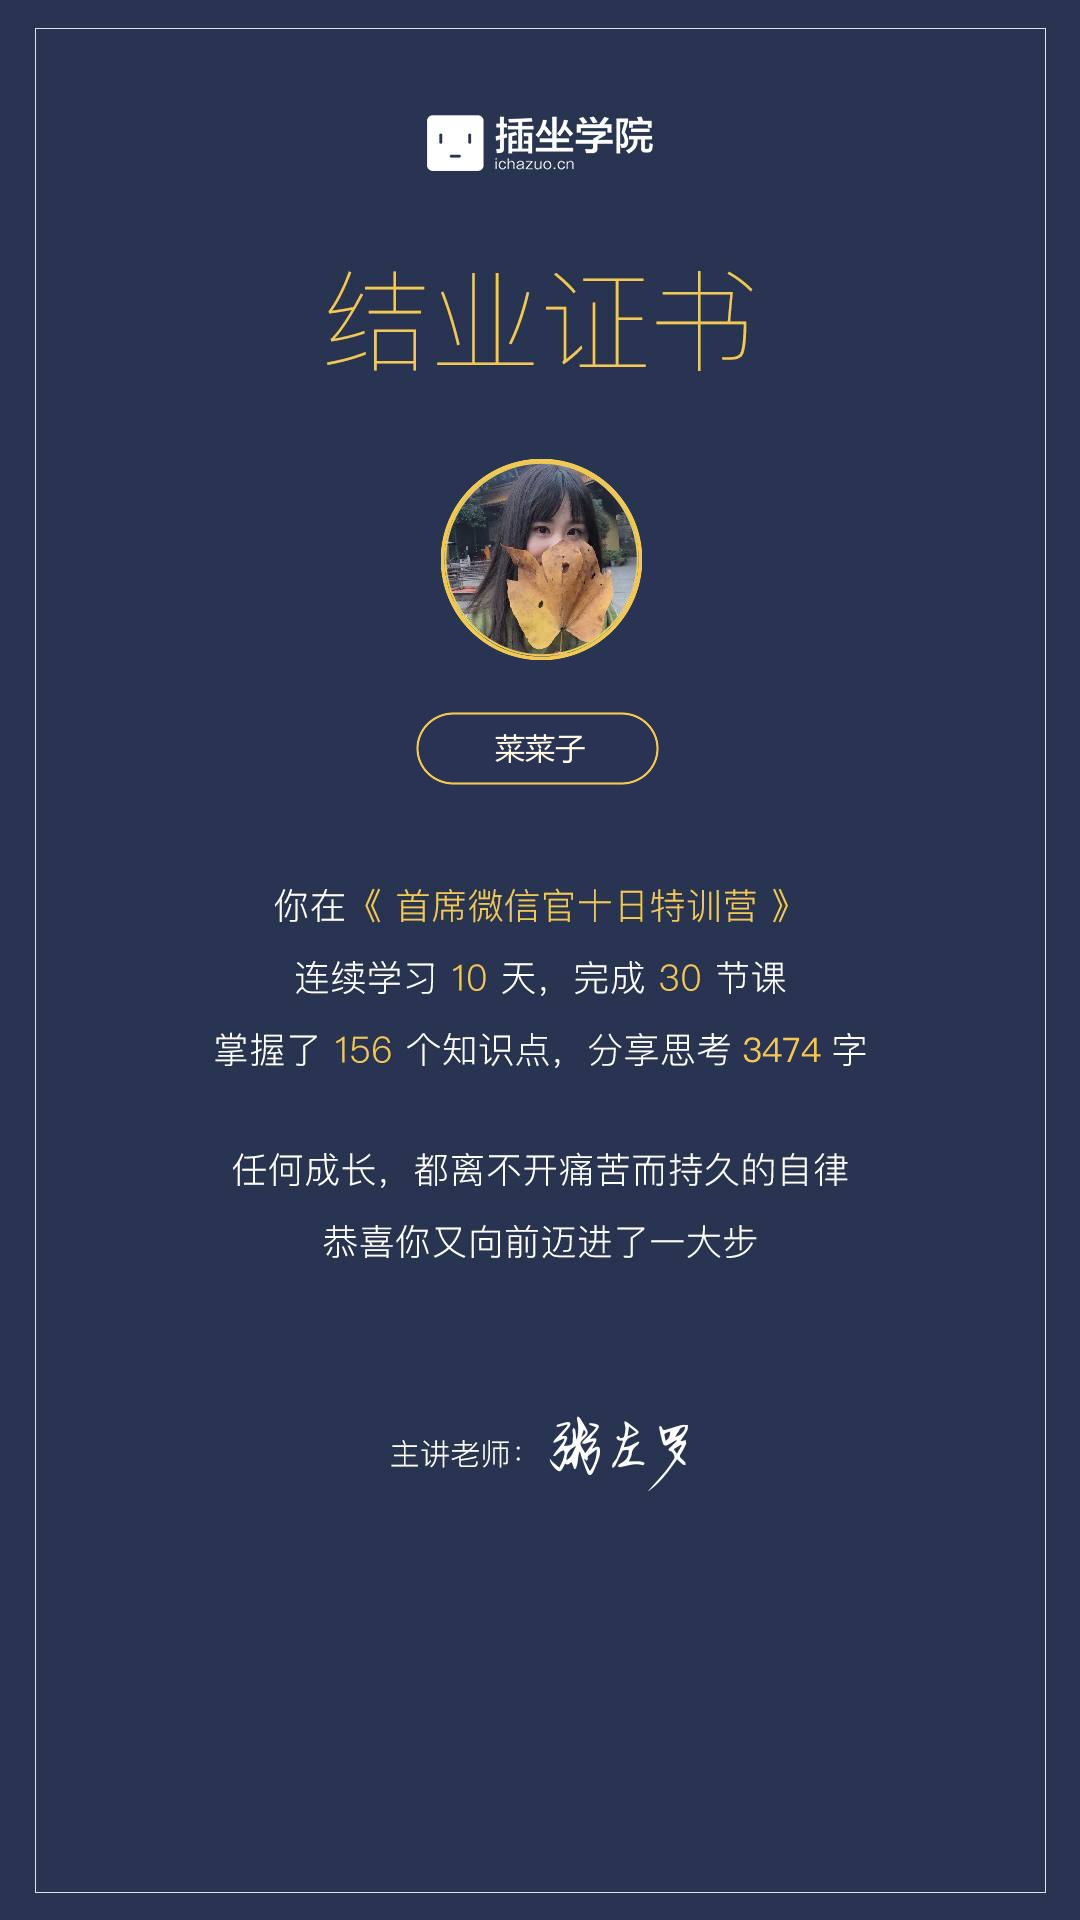 插坐学院
ichazuo.cn
结业证书
菜菜子
你在《 首席微信官十日特训营 》
连续学习 10 天，完成 30 节课
掌握了 156 个知识点，分享思考 3474 字
任何成长，都离不开痛苦而持久的自律
恭喜你又向前迈进了一大步
主讲老师：粥左罗